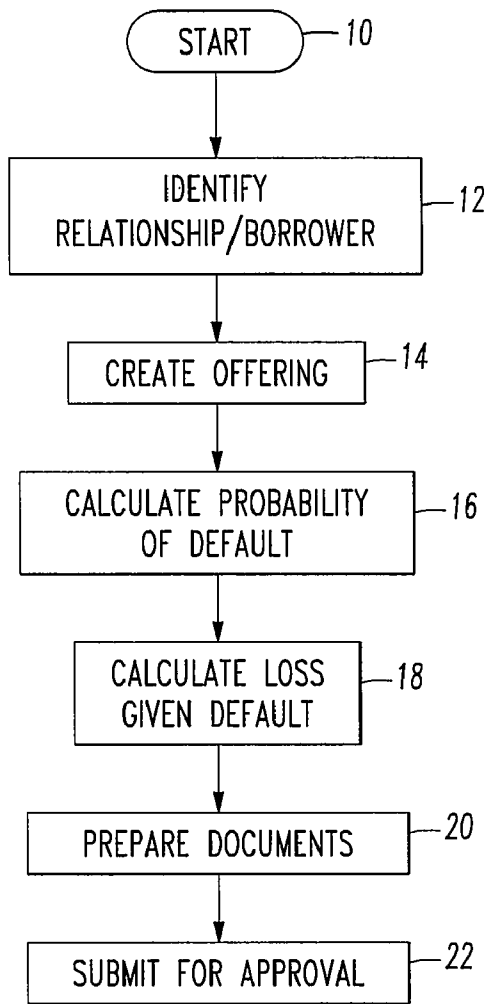 START
10
IDENTIFY
RELATIONSHIP/BORROWER
12
CREATE OFFERING
14
CALCULATE PROBABILITY
OF DEFAULT
16
CALCULATE LOSS
GIVEN DEFAULT
18
PREPARE DOCUMENTS
20
SUBMIT FOR APPROVAL
22